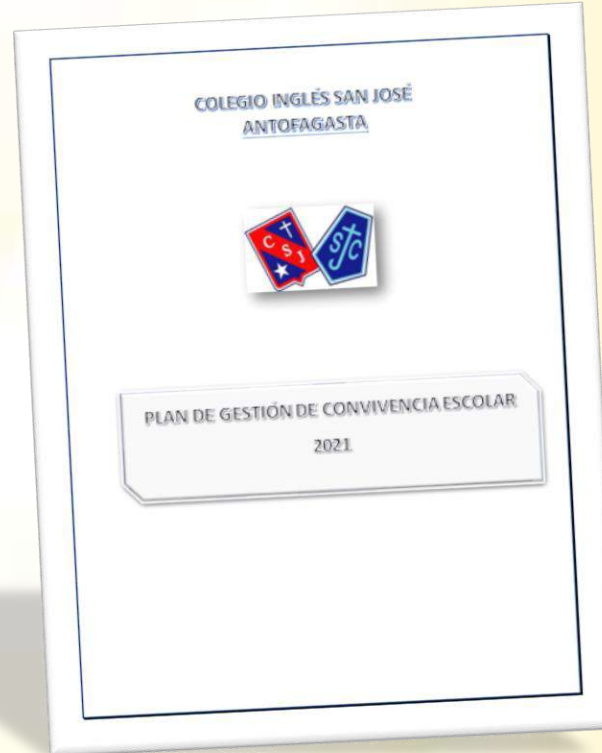 COLEGIO INGLÉS SAN JOSÉ
ANTOFAGASTA
C S J
S J C
PLAN DE GESTIÓN DE CONVIVENCIA ESCOLAR
2021